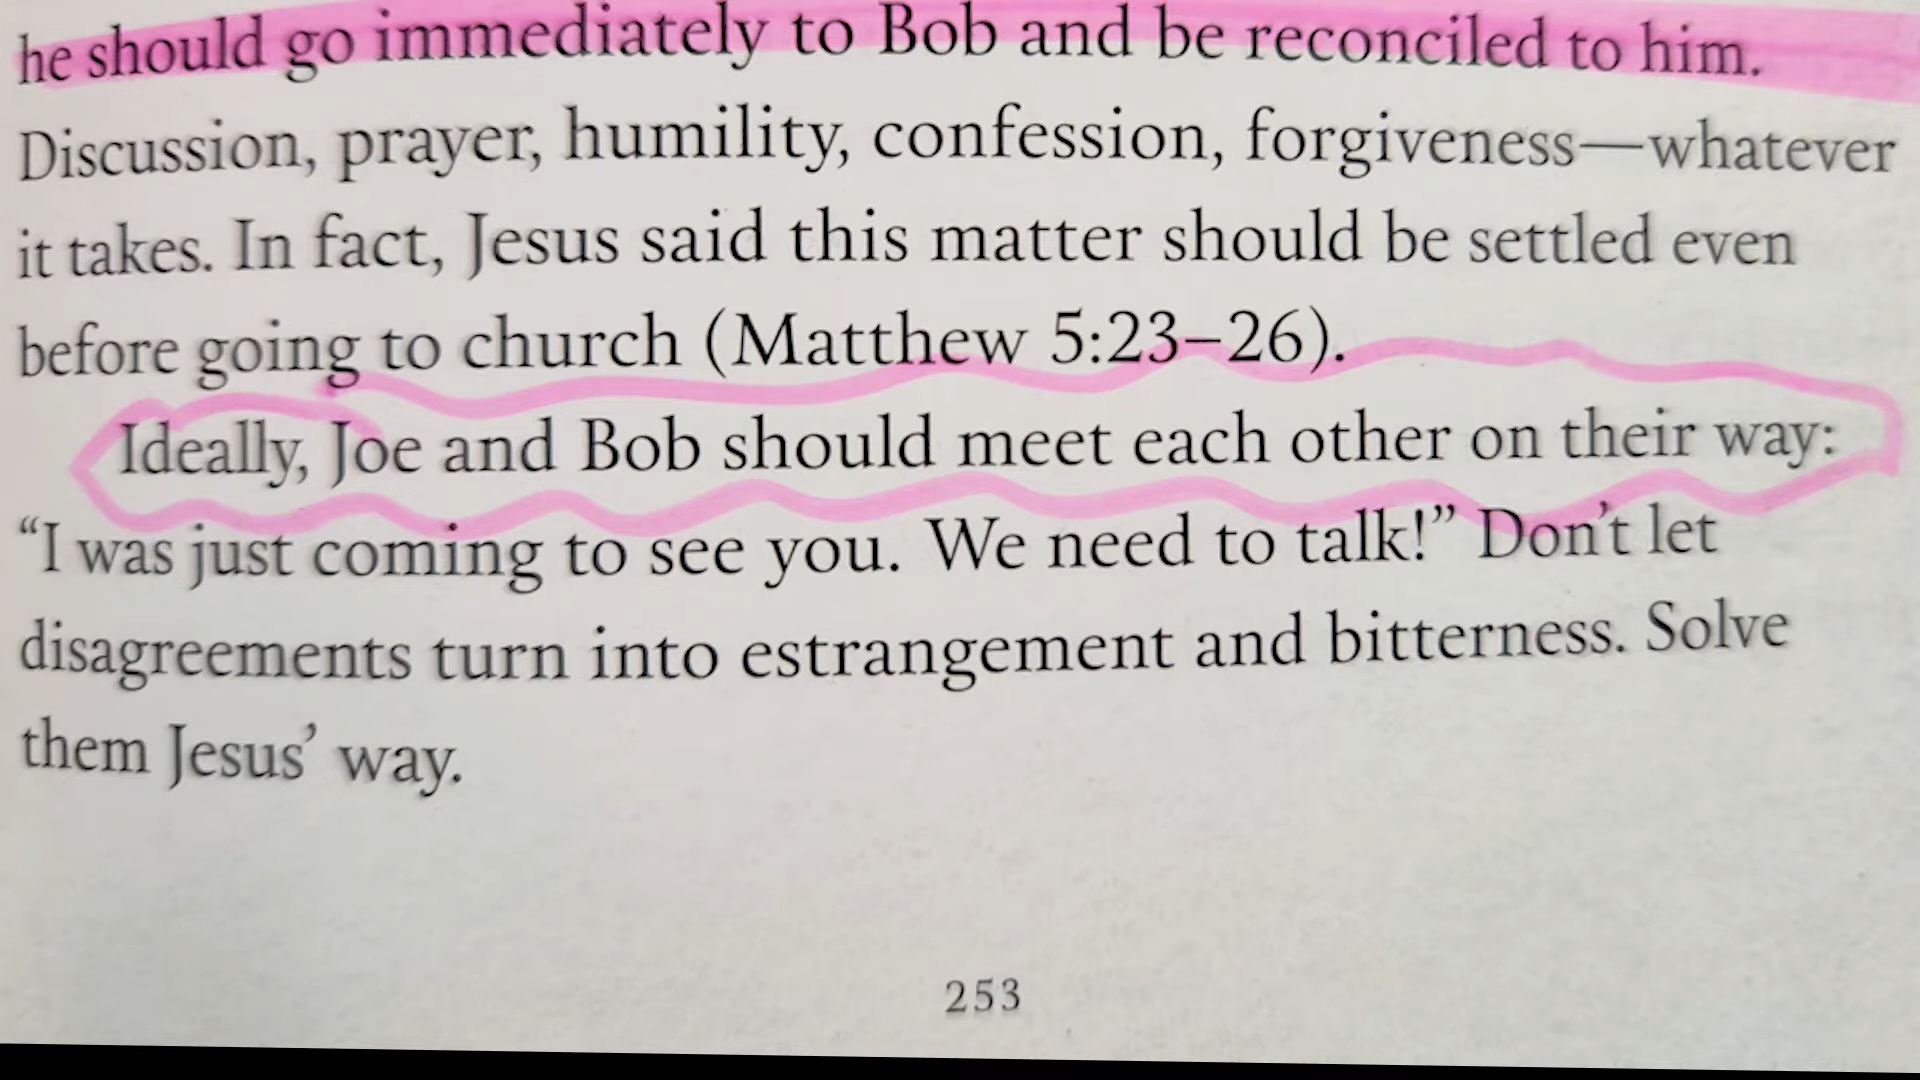 he should go immediately to Bob and be reconciled to him.
Discussion, prayer, humility, confession, forgiveness—whatever
it takes. In fact, Jesus said this matter should be settled even
before going to church (Matthew 5:23–26).
Ideally, Joe and Bob should meet each other on their way:
“I was just coming to see you. We need to talk!” Don’t let
disagreements turn into estrangement and bitterness. Solve
them Jesus’ way.
253